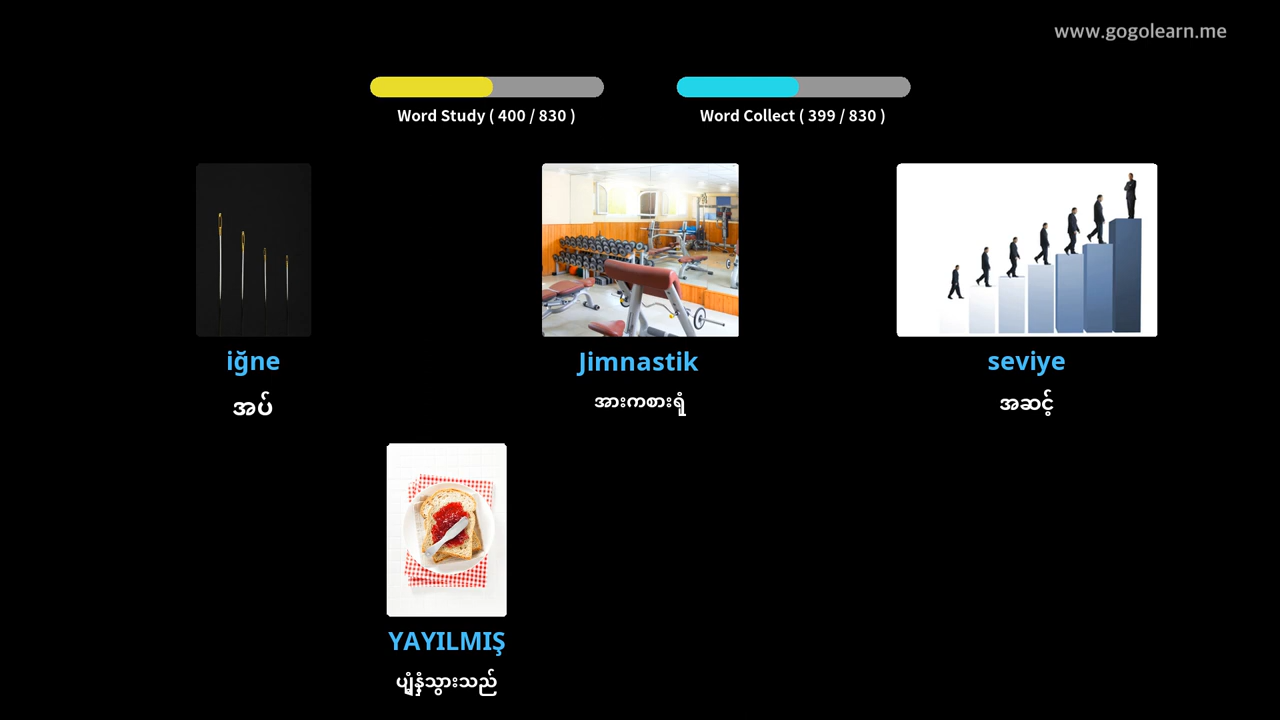 www.gogolearn.me
Word Study ( 400 / 830 )
Word Collect ( 399 / 830 )
iğne
အပ်
Jimnastik
အားကစားရုံ
seviye
အဆင့်
YAYILMIŞ
ပျံ့နှံ့သွားသည်